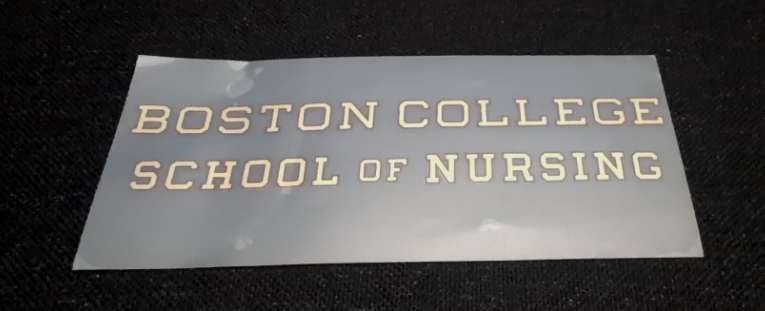 BOSTON COLLEGE
SCHOOL OF NURSING